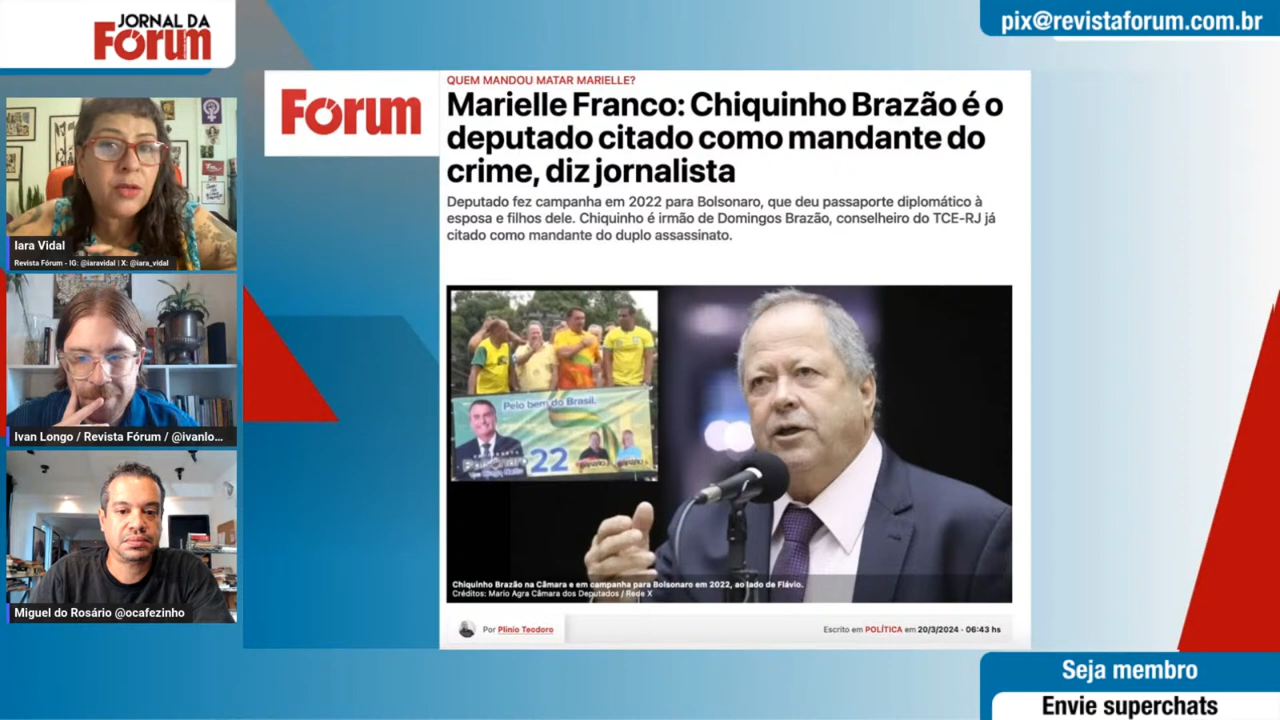 JORNAL DA
Fórum
pix@revistaforum.com.br
Fórum
QUEM MANDOU MATAR MARIELLE?
Marielle Franco: Chiquinho Brazão é o
deputado citado como mandante do
crime, diz jornalista
Deputado fez campanha em 2022 para Bolsonaro, que deu passaporte diplomático à
esposa e filhos dele. Chiquinho é irmão de Domingos Brazão, conselheiro do TCE-RJ já
citado como mandante do duplo assassinato.
Iara Vidal
Revista Fórum - IG: @iaravidal | X: @iara_vidal
Ivan Longo / Revista Fórum / @ivanlo...
Miguel do Rosário @ocafezinho
Pelo bem do Brasil.
Bolsonaro 22
Chiquinho Brazão na Câmara e em campanha para Bolsonaro em 2022, ao lado de Flávio.
Créditos: Mario Agra Câmara dos Deputados / Rede X
Por Plinio Teodoro
Escrito em POLÍTICA em 20/3/2024 - 06:43 hs
Seja membro
Envie superchats